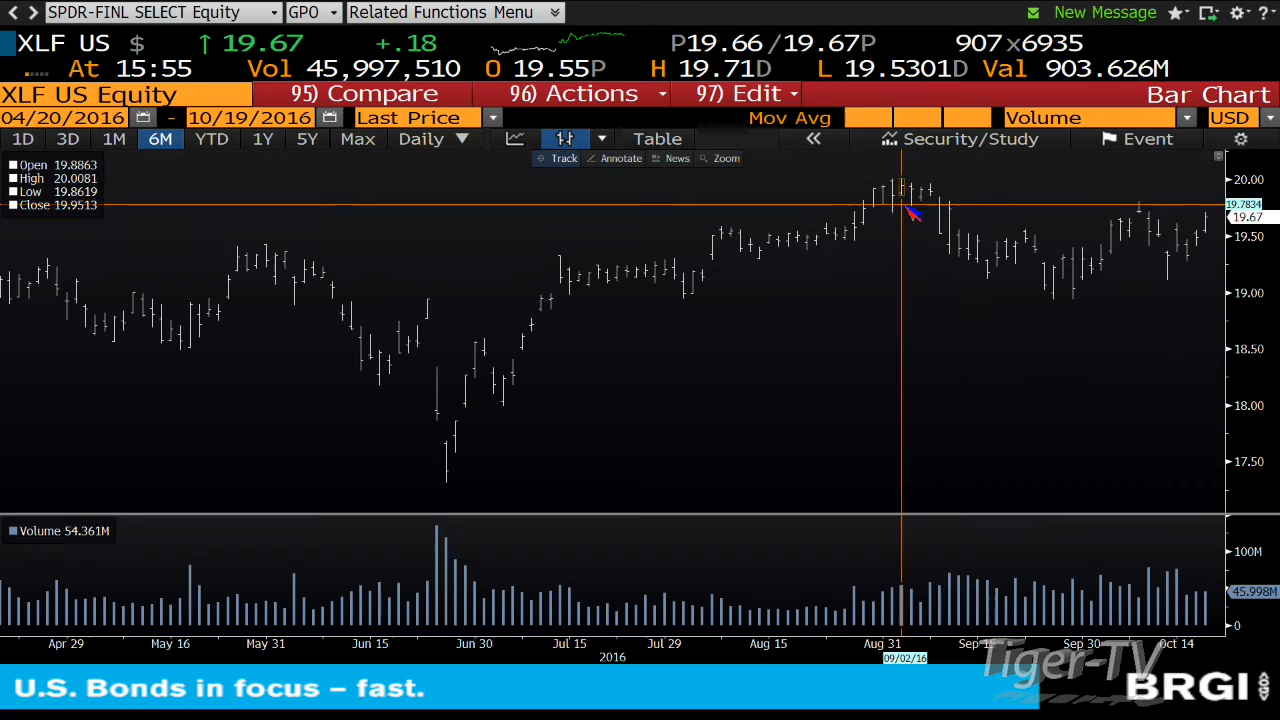 SPDR-FINL SELECT Equity GPO Related Functions Menu New Message
XLF US $ ↑ 19.67 +.18 P19.66/19.67P 907x6935
At 15:55 Vol 45,997,510 O 19.55P H 19.71D L 19.5301D Val 903.626M
XLF US Equity 95) Compare 96) Actions 97) Edit Bar Chart
04/20/2016 - 10/19/2016 Last Price Mov Avg Volume USD
1D 3D 1M 6M YTD 1Y 5Y Max Daily ▼ Table « Security/Study Event
Track Annotate News Zoom
Open 19.8863
High 20.0081
Low 19.8619
Close 19.9513
20.00
19.7834
19.67
19.50
19.00
18.50
18.00
17.50
Volume 54.361M
100M
45.998M
0
Apr 29 May 16 May 31 Jun 15 Jun 30 Jul 15 Jul 29 Aug 15 Aug 31 Sep 15 Sep 30 Oct 14
2016
09/02/16
Tiger-TV
U.S. Bonds in focus – fast.
BRGI